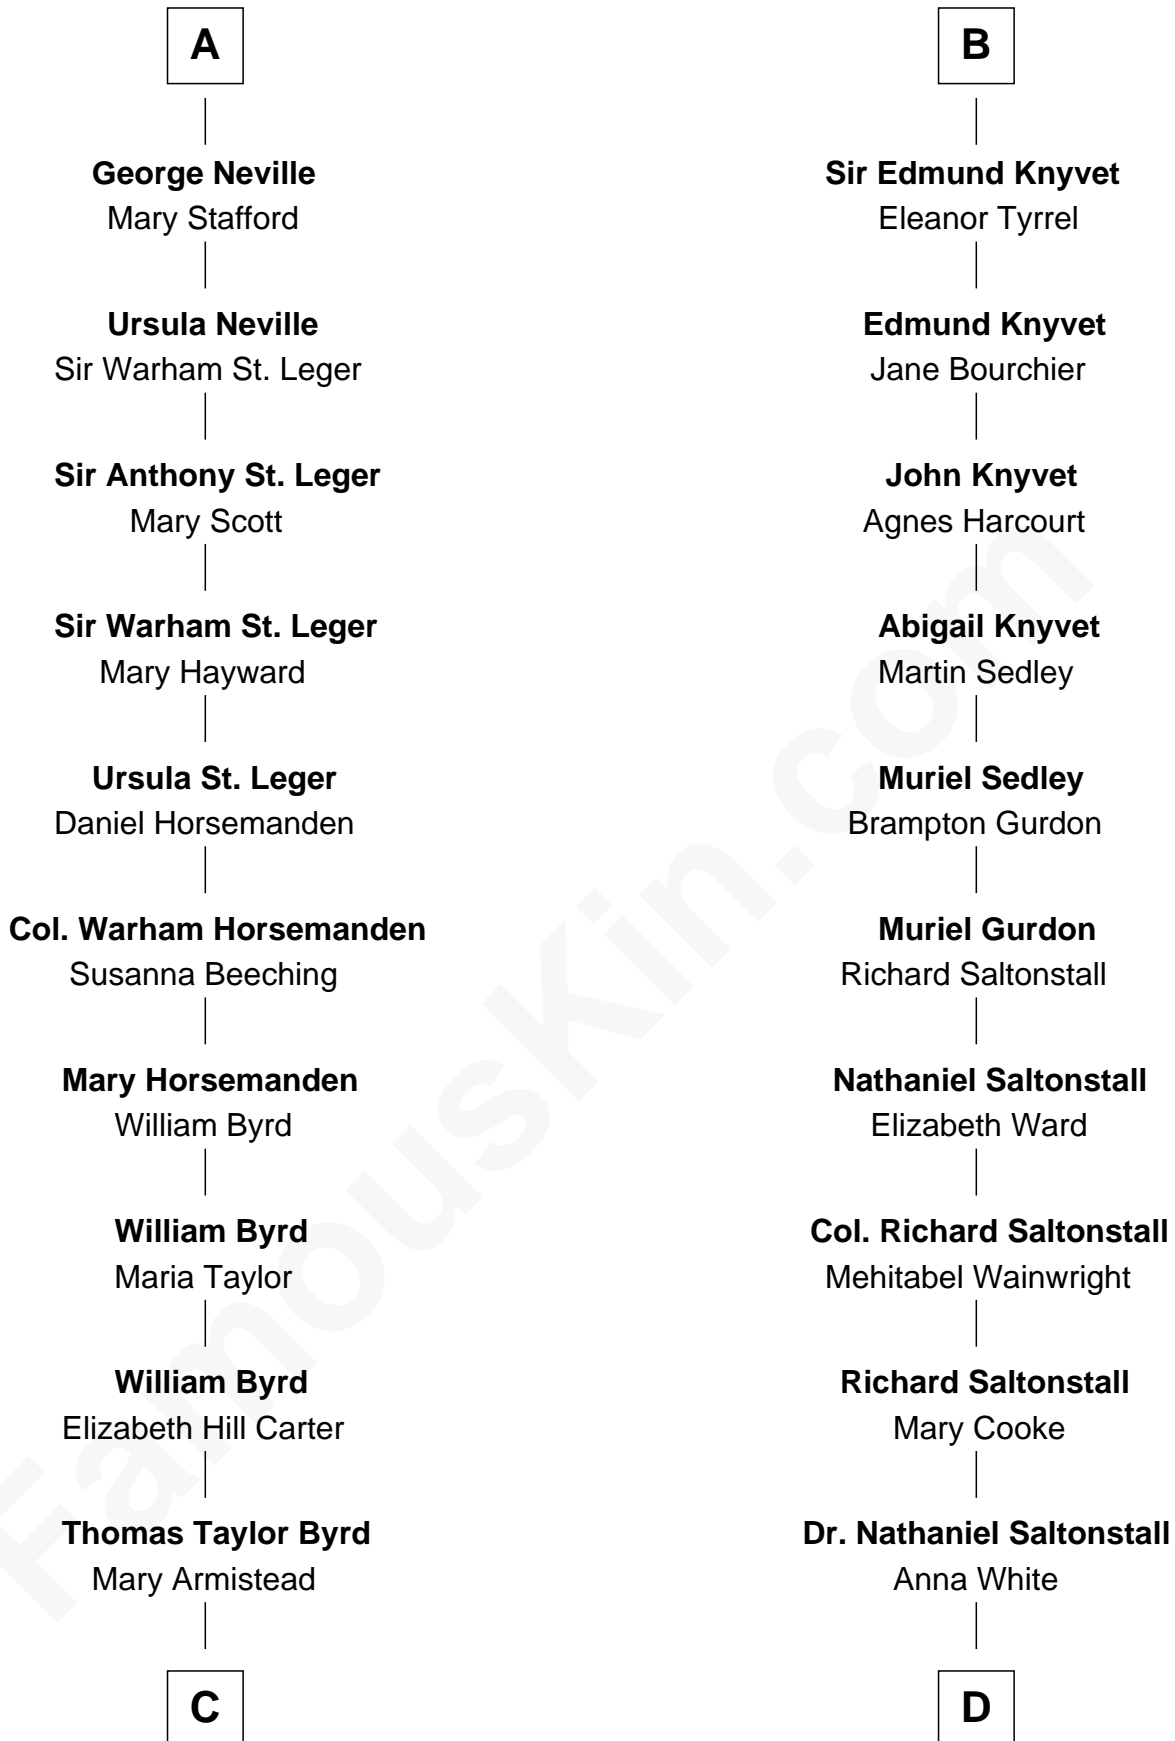 A
George Neville
Mary Stafford
Ursula Neville
Sir Warham St. Leger
Sir Anthony St. Leger
Mary Scott
Sir Warham St. Leger
Mary Hayward
Ursula St. Leger
Daniel Horsemanden
Col. Warham Horsemanden
Susanna Beeching
Mary Horsemanden
William Byrd
William Byrd
Maria Taylor
William Byrd
Elizabeth Hill Carter
Thomas Taylor Byrd
Mary Armistead
C
B
Sir Edmund Knyvet
Eleanor Tyrrel
Edmund Knyvet
Jane Bourchier
John Knyvet
Agnes Harcourt
Abigail Knyvet
Martin Sedley
Muriel Sedley
Brampton Gurdon
Muriel Gurdon
Richard Saltonstall
Nathaniel Saltonstall
Elizabeth Ward
Col. Richard Saltonstall
Mehitabel Wainwright
Richard Saltonstall
Mary Cooke
Dr. Nathaniel Saltonstall
Anna White
D
FamousKin.com